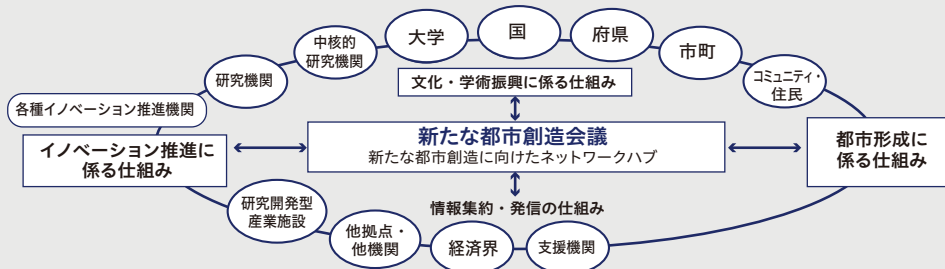 中核的
研究機関
大学
国
府県
市町
研究機関
コミュニティ・
住民
文化・学術振興に係る仕組み
各種イノベーション推進機関
イノベーション推進に
係る仕組み
新たな都市創造会議
新たな都市創造に向けたネットワークハブ
都市形成に
係る仕組み
情報集約・発信の仕組み
研究開発型
産業施設
他拠点・
他機関
経済界
支援機関